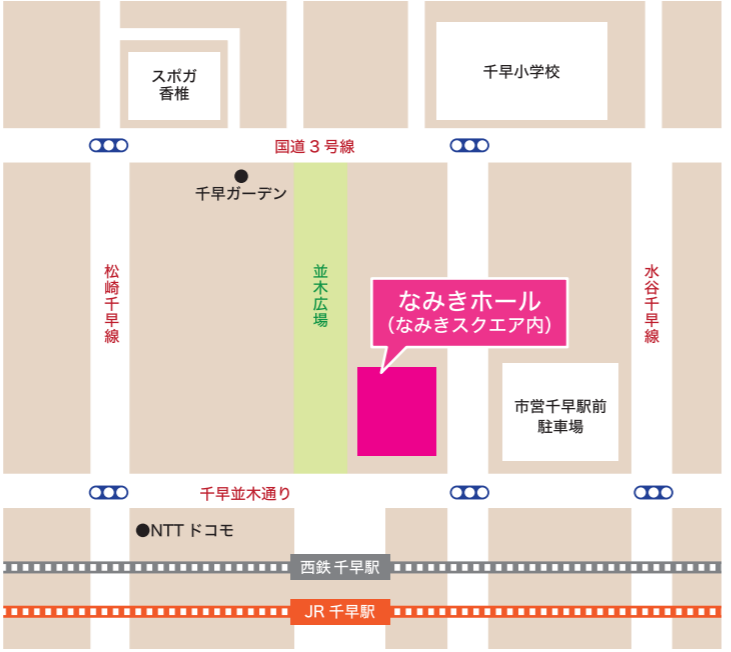 スポガ
香椎
千早小学校
国道3号線
千早ガーデン
松崎千早線
並木広場
水谷千早線
なみきホール
（なみきスクエア内）
市営千早駅前
駐車場
千早並木通り
NTTドコモ
西鉄 千早駅
JR 千早駅